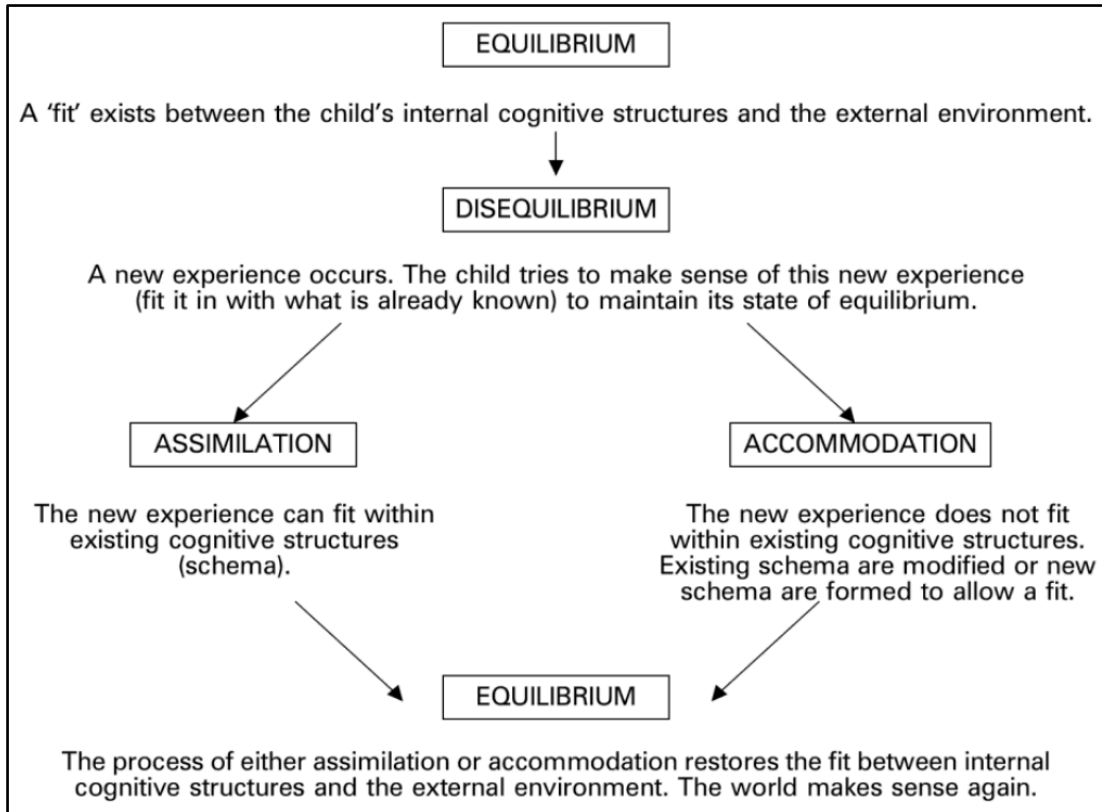 EQUILIBRIUM
A ‘fit’ exists between the child’s internal cognitive structures and the external environment.
DISEQUILIBRIUM
A new experience occurs. The child tries to make sense of this new experience
(fit it in with what is already known) to maintain its state of equilibrium.
ASSIMILATION
The new experience can fit within
existing cognitive structures
(schema).
ACCOMMODATION
The new experience does not fit
within existing cognitive structures.
Existing schema are modified or new
schema are formed to allow a fit.
EQUILIBRIUM
The process of either assimilation or accommodation restores the fit between internal
cognitive structures and the external environment. The world makes sense again.